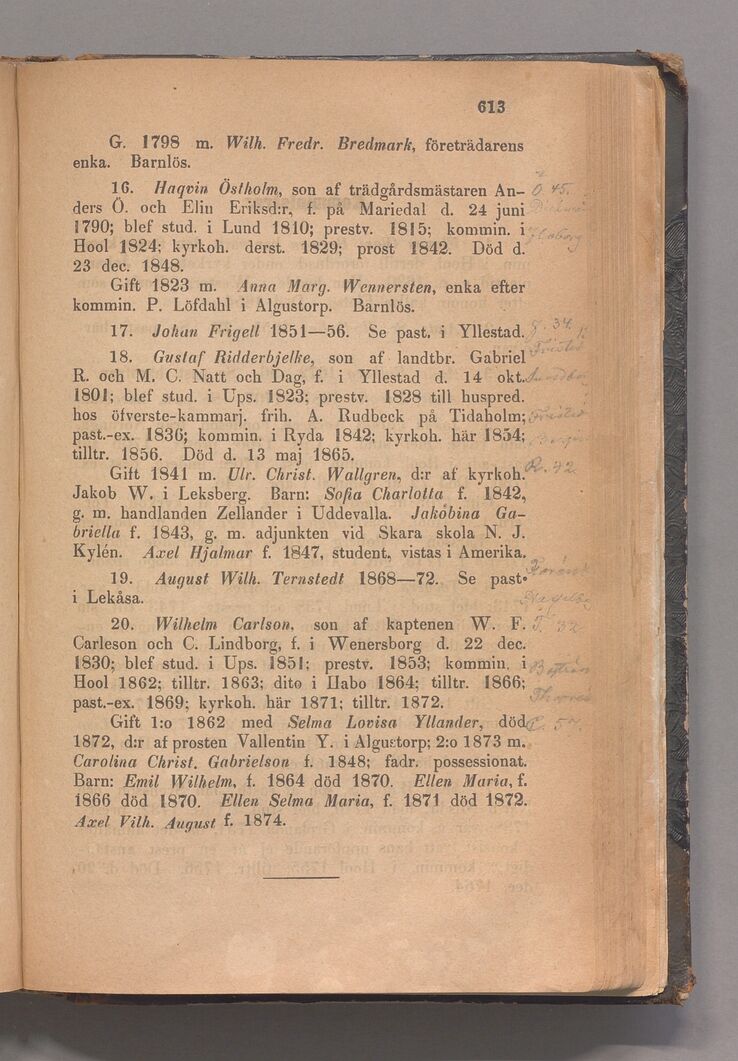 613
G. 1798 m. Wilh. Fredr. Bredmark, företrädarens
enka. Barnlös.
16. Haqvin Östholm, son af trädgårdsmästaren An-
ders Ö. och Elin Eriksd:r, f. på Mariedal d. 24 juni
1790; blef stud. i Lund 1810; prestv. 1815; kommin. i
Hool 1824; kyrkoh. derst. 1829; prost 1842. Död d.
23 dec. 1848.
Gift 1823 m. Anna Marg. Wennersten, enka efter
kommin. P. Löfdahl i Algustorp. Barnlös.
17. Johan Frigell 1851—56. Se past. i Yllestad.
18. Gustaf Ridderbjelke, son af landtbr. Gabriel
R. och M. C. Natt och Dag, f. i Yllestad d. 14 okt.
1801; blef stud. i Ups. 1823; prestv. 1828 till huspred.
hos öfverste-kammarj. frih. A. Rudbeck på Tidaholm;
past.-ex. 1836; kommin. i Ryda 1842; kyrkoh. här 1854;
tilltr. 1856. Död d. 13 maj 1865.
Gift 1841 m. Ulr. Christ. Wallgren, d:r af kyrkoh.
Jakob W. i Leksberg. Barn: Sofia Charlotta f. 1842,
g. m. handlanden Zellander i Uddevalla. Jakobina Ga-
briella f. 1843, g. m. adjunkten vid Skara skola N. J.
Kylén. Axel Hjalmar f. 1847, student, vistas i Amerika.
19. August Wilh. Ternstedt 1868—72. Se past.
i Lekåsa.
20. Wilhelm Carlson, son af kaptenen W. F.
Carleson och C. Lindborg, f. i Wenersborg d. 22 dec.
1830; blef stud. i Ups. 1851; prestv. 1853; kommin. i
Hool 1862; tilltr. 1863; dito i Habo 1864; tilltr. 1866;
past.-ex. 1869; kyrkoh. här 1871; tilltr. 1872.
Gift 1:o 1862 med Selma Lovisa Yllander, död
1872, d:r af prosten Vallentin Y. i Algustorp; 2:o 1873 m.
Carolina Christ. Gabrielson f. 1848; fadr. possessionat.
Barn: Emil Wilhelm, f. 1864 död 1870. Ellen Maria, f.
1866 död 1870. Ellen Selma Maria, f. 1871 död 1872.
Axel Vilh. August f. 1874.